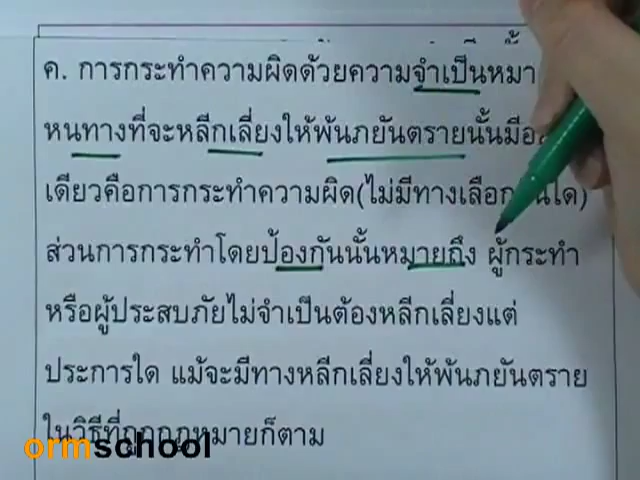 ค. การกระทำความผิดด้วยความจำเป็นหมา
หนทางที่จะหลีกเลี่ยงให้พ้นภยันตรายนั้นมีอ
เดียวคือการกระทำความผิด(ไม่มีทางเลือก
ส่วนการกระทำโดยป้องกันนั้นหมายถึง ผู้กระทำ
หรือผู้ประสบภัยไม่จำเป็นต้องหลีกเลี่ยงแต่
ประการใด แม้จะมีทางหลีกเลี่ยงให้พ้นภยันตราย
ในวิธีที่ถูกกฎหมายก็ตาม
ormschool